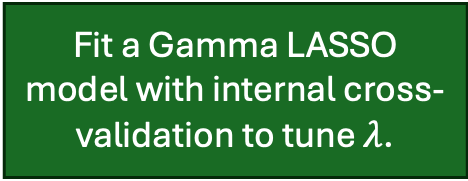 Fit a Gamma LASSO
model with internal cross-
validation to tune λ.